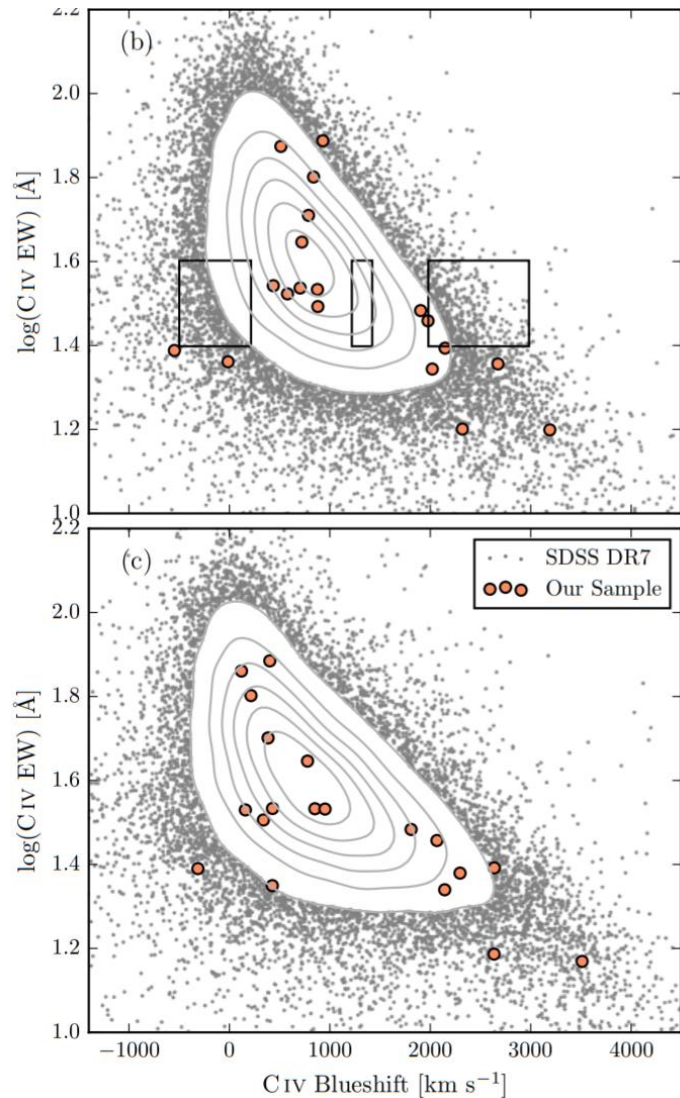 2.2
(b)
2.0
1.8
1.6
1.4
1.2
1.0
log(C IV EW) [Å]
2.2
(c)
SDSS DR7
Our Sample
2.0
1.8
1.6
1.4
1.2
1.0
log(C IV EW) [Å]
−1000 0 1000 2000 3000 4000
C IV Blueshift [km s⁻¹]